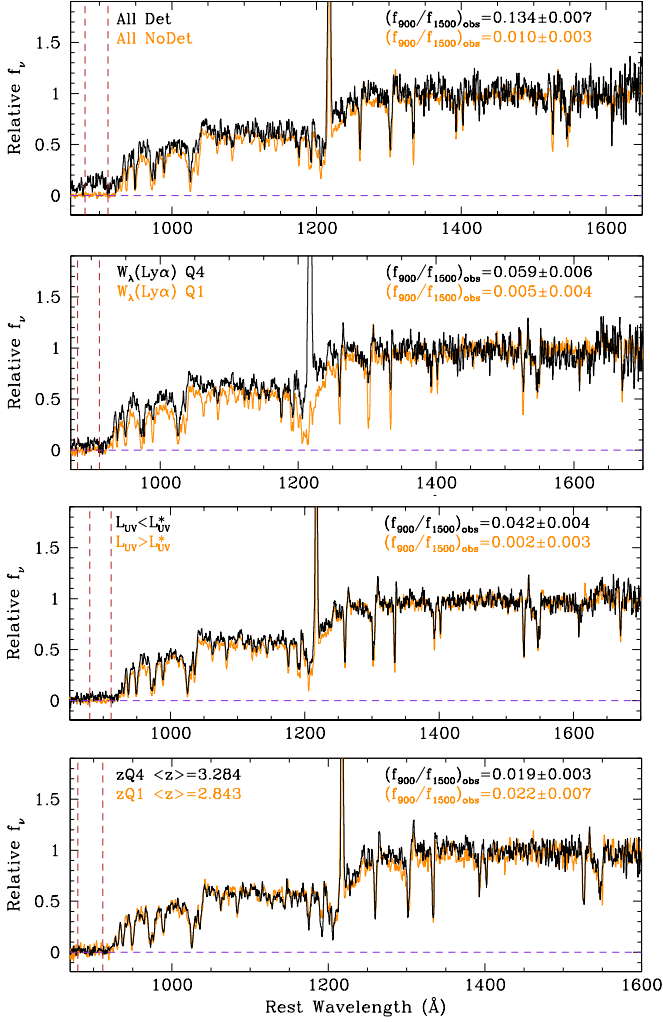 All Det (f900/f1500)obs=0.134±0.007
All NoDet (f900/f1500)obs=0.010±0.003
Relative fν
1.5
1
0.5
0
1000 1200 1400 1600
Wλ(Lyα) Q4 (f900/f1500)obs=0.059±0.006
Wλ(Lyα) Q1 (f900/f1500)obs=0.005±0.004
Relative fν
1.5
1
0.5
0
1000 1200 1400 1600
LUV<L*UV (f900/f1500)obs=0.042±0.004
LUV>L*UV (f900/f1500)obs=0.002±0.003
Relative fν
1.5
1
0.5
0
1000 1200 1400 1600
zQ4 <z>=3.284 (f900/f1500)obs=0.019±0.003
zQ1 <z>=2.843 (f900/f1500)obs=0.022±0.007
Relative fν
1.5
1
0.5
0
1000 1200 1400 1600
Rest Wavelength (Å)